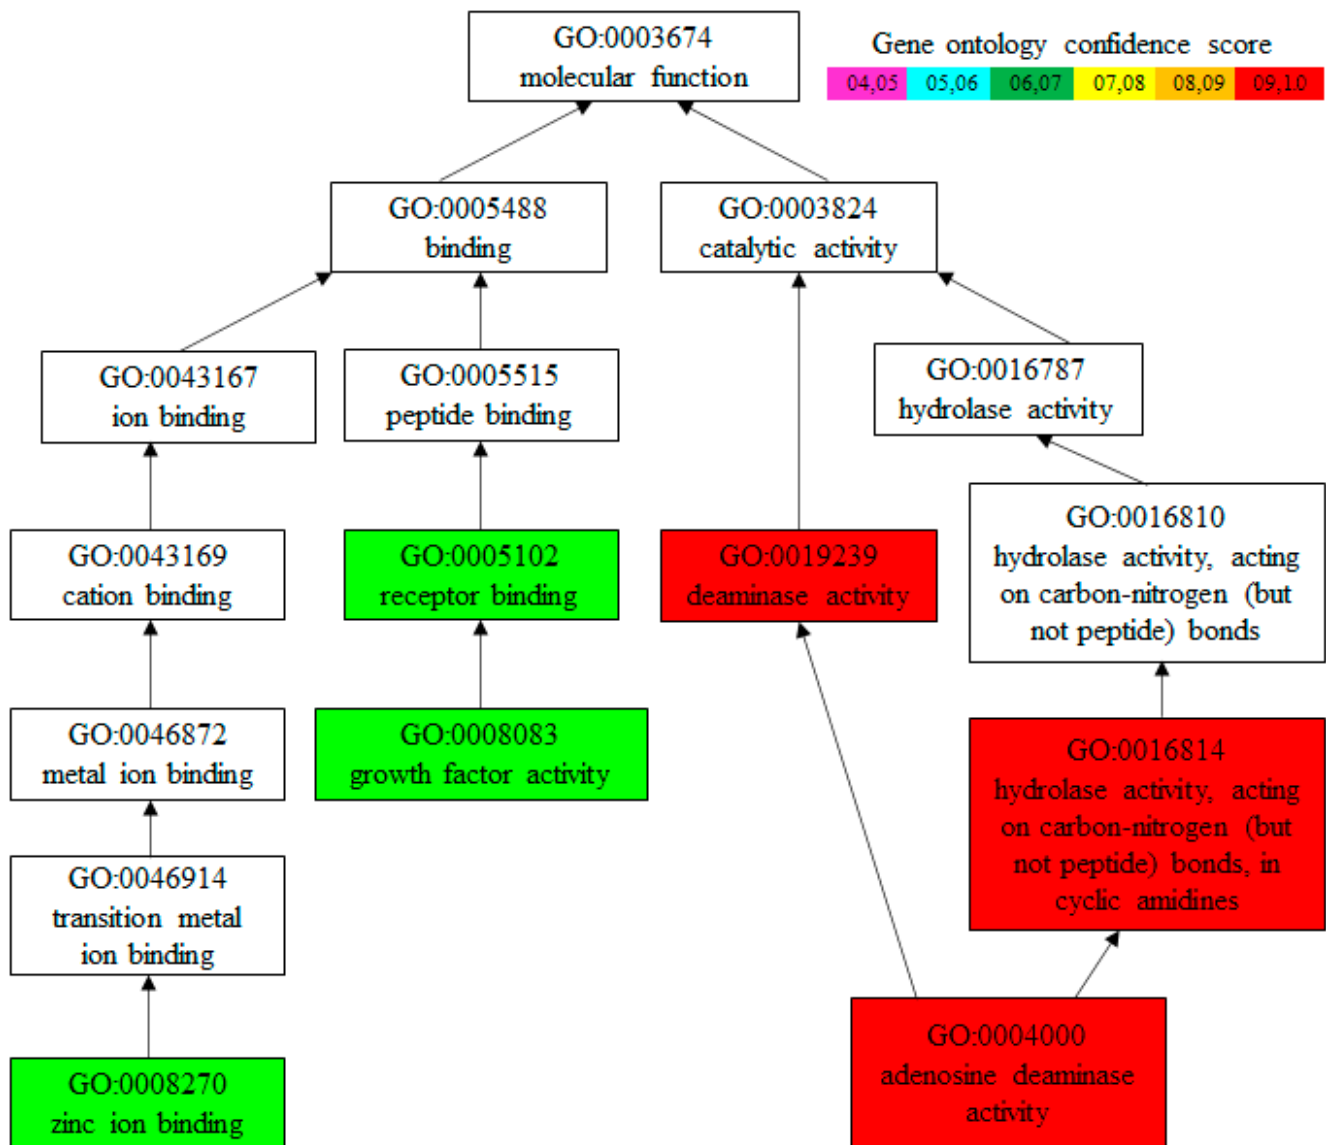 GO:0003674
molecular function
Gene ontology confidence score
04,05 05,06 06,07 07,08 08,09 09,1.0
GO:0005488
binding
GO:0003824
catalytic activity
GO:0043167
ion binding
GO:0005515
peptide binding
GO:0016787
hydrolase activity
GO:0043169
cation binding
GO:0005102
receptor binding
GO:0019239
deaminase activity
GO:0016810
hydrolase activity, acting
on carbon-nitrogen (but
not peptide) bonds
GO:0046872
metal ion binding
GO:0008083
growth factor activity
GO:0016814
hydrolase activity, acting
on carbon-nitrogen (but
not peptide) bonds, in
cyclic amidines
GO:0046914
transition metal
ion binding
GO:0008270
zinc ion binding
GO:0004000
adenosine deaminase
activity